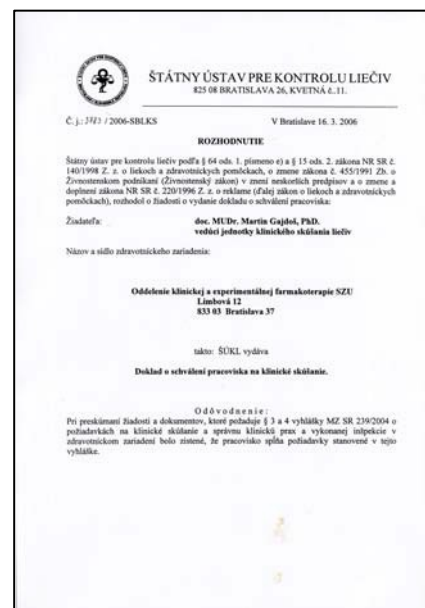 ŠTÁTNY ÚSTAV PRE KONTROLU LIEČIV
825 08 BRATISLAVA 26, KVETNÁ č. 11.
Č. j.: / 2006-SBLKS V Bratislave 16. 3. 2006
ROZHODNUTIE
Štátny ústav pre kontrolu liečiv podľa § 64 ods. 1. písmeno e) a § 15 ods. 2. zákona NR SR č.
140/1998 Z. z. o liekoch a zdravotníckych pomôckach, o zmene zákona č. 455/1991 Zb. o
Živnostenskom podnikaní (Živnostenský zákon) v znení neskorších predpisov a o zmene a
doplnení zákona NR SR č. 220/1996 Z. z. o reklame (ďalej zákon o liekoch a zdravotníckych
pomôckach), rozhodol o žiadosti o vydanie dokladu o schválení pracoviska:
Žiadateľa: doc. MUDr. Martin Gajdoš, PhD.
vedúci jednotky klinického skúšania liečiv
Názov a sídlo zdravotníckeho zariadenia:
Oddelenie klinickej a experimentálnej farmakoterapie SZU
Limbová 12
833 03 Bratislava 37
takto: ŠÚKL vydáva
Doklad o schválení pracoviska na klinické skúšanie.
Odôvodnenie:
Pri preskúmaní žiadosti a dokumentov, ktoré požaduje § 3 a 4 vyhlášky MZ SR 239/2004 o
požiadavkách na klinické skúšanie a správnu klinickú prax a vykonanej inšpekcie v
zdravotníckom zariadení bolo zistené, že pracovisko spĺňa požiadavky stanovené v tejto
vyhláške.